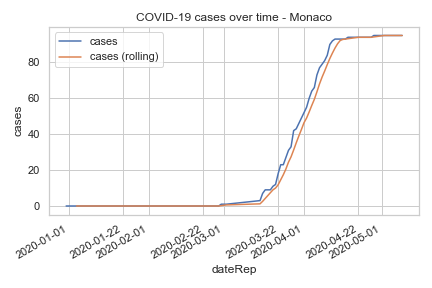 COVID-19 cases over time - Monaco
cases
cases (rolling)
cases
80
60
40
20
0
2020-01-01
2020-01-22
2020-02-01
2020-02-22
2020-03-01
2020-03-22
2020-04-01
2020-04-22
2020-05-01
dateRep